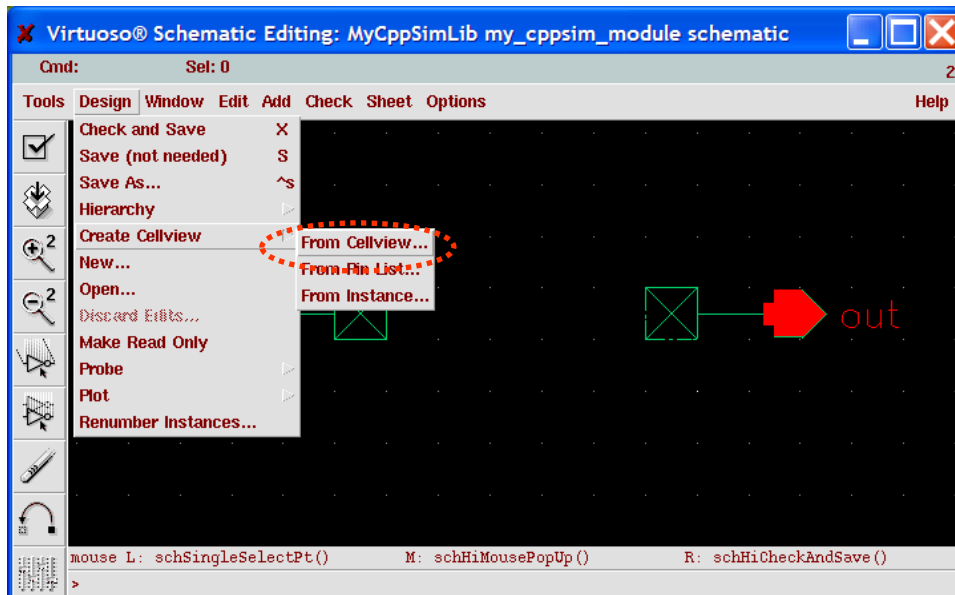 Virtuoso® Schematic Editing: MyCppSimLib my_cppsim_module schematic
Cmd: Sel: 0 2
Tools Design Window Edit Add Check Sheet Options Help
Check and Save X
Save (not needed) S
Save As... ^s
Hierarchy
Create Cellview
From Cellview...
New...
From Pin List...
Open...
From Instance...
Discard Edits...
Make Read Only
Probe
Plot
Renumber Instances...
2
2
out
mouse L: schSingleSelectPt() M: schHiMousePopUp() R: schHiCheckAndSave()
>